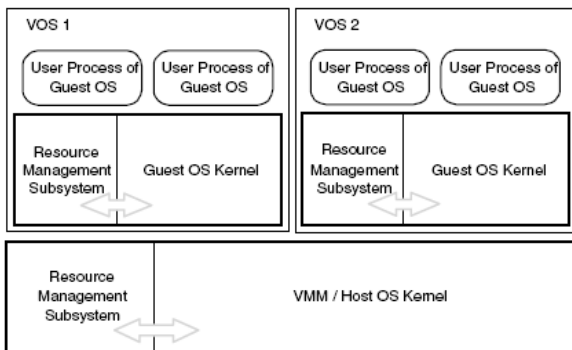 VOS 1
User Process of
Guest OS
User Process of
Guest OS
Resource
Management
Subsystem
Guest OS Kernel
VOS 2
User Process of
Guest OS
User Process of
Guest OS
Resource
Management
Subsystem
Guest OS Kernel
Resource
Management
Subsystem
VMM / Host OS Kernel